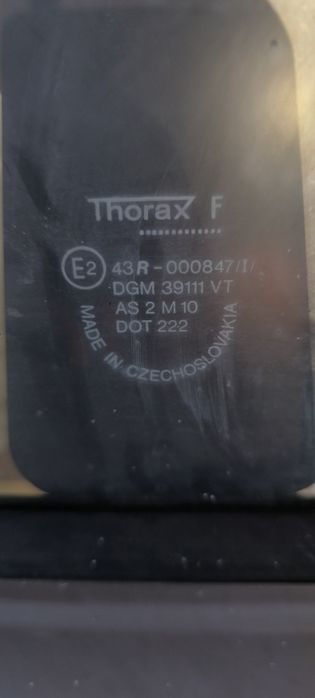 Thorax F
E2 43R-000847/I/
DGM 39111 VT
AS 2 M 10
DOT 222
MADE IN CZECHOSLOVAKIA